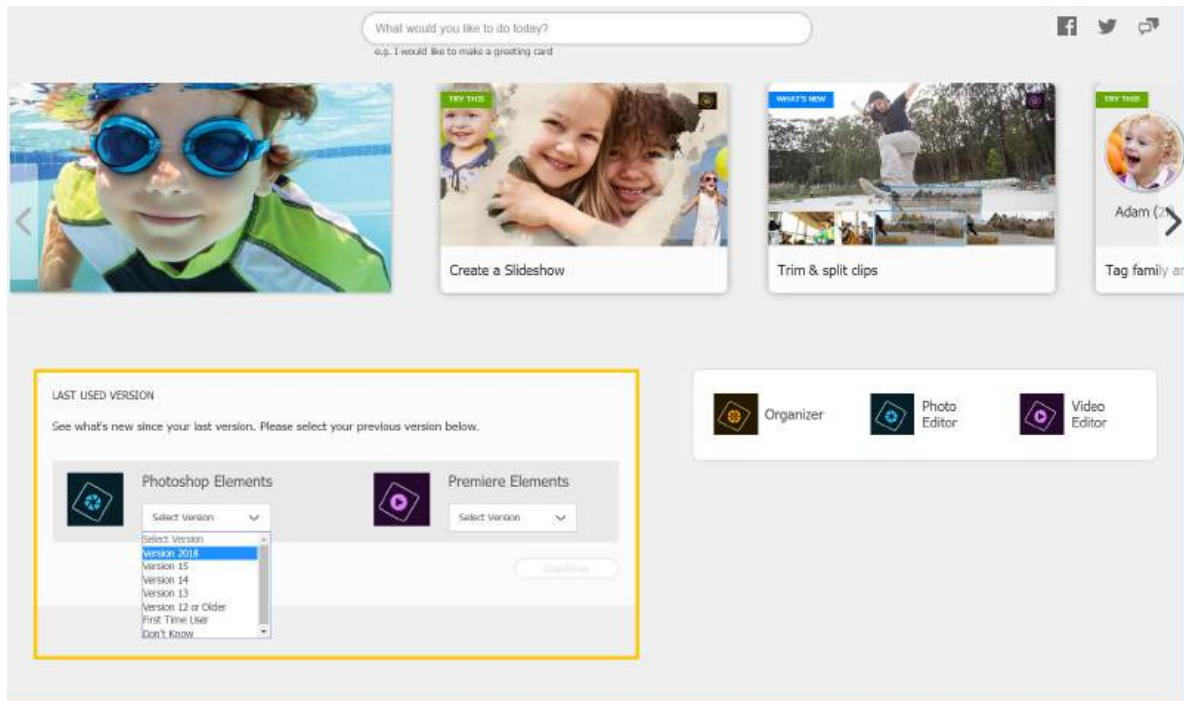 What would you like to do today?
e.g. I would like to make a greeting card
TRY THIS
WHAT'S NEW
TRY THIS
Adam (2
Create a Slideshow
Trim & split clips
Tag family an
LAST USED VERSION
See what's new since your last version. Please select your previous version below.
Photoshop Elements
Premiere Elements
Select Version
Select Version
Select Version
Version 2018
Version 15
Version 14
Version 13
Version 12 or Older
First Time User
Don't Know
Organizer
Photo
Editor
Video
Editor